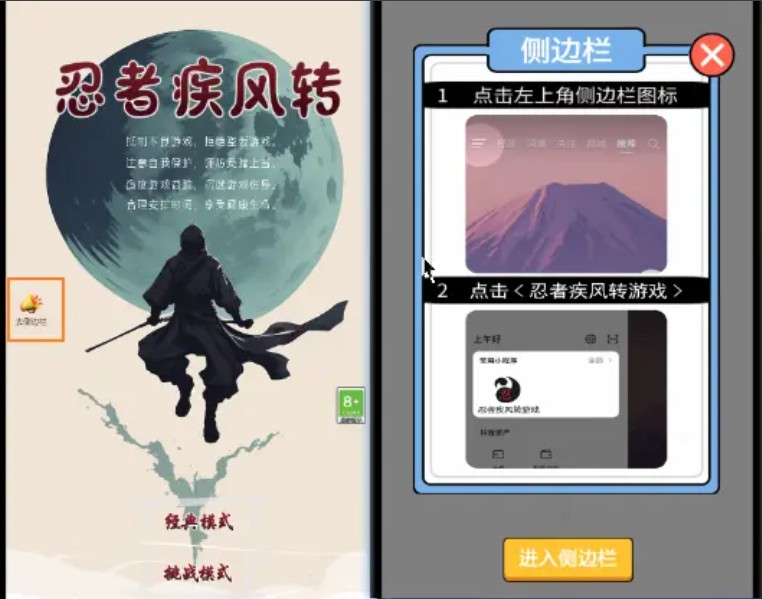 忍者疾风转
抵制不良游戏，拒绝盗版游戏。
注意自我保护，谨防受骗上当。
适度游戏益脑，沉迷游戏伤身。
合理安排时间，享受健康生活。
去侧边栏
8+
经典模式
挑战模式
侧边栏
1 点击左上角侧边栏图标
关注
推荐
2 点击<忍者疾风转游戏>
上午好
常用小程序
忍者疾风转游戏
进入侧边栏